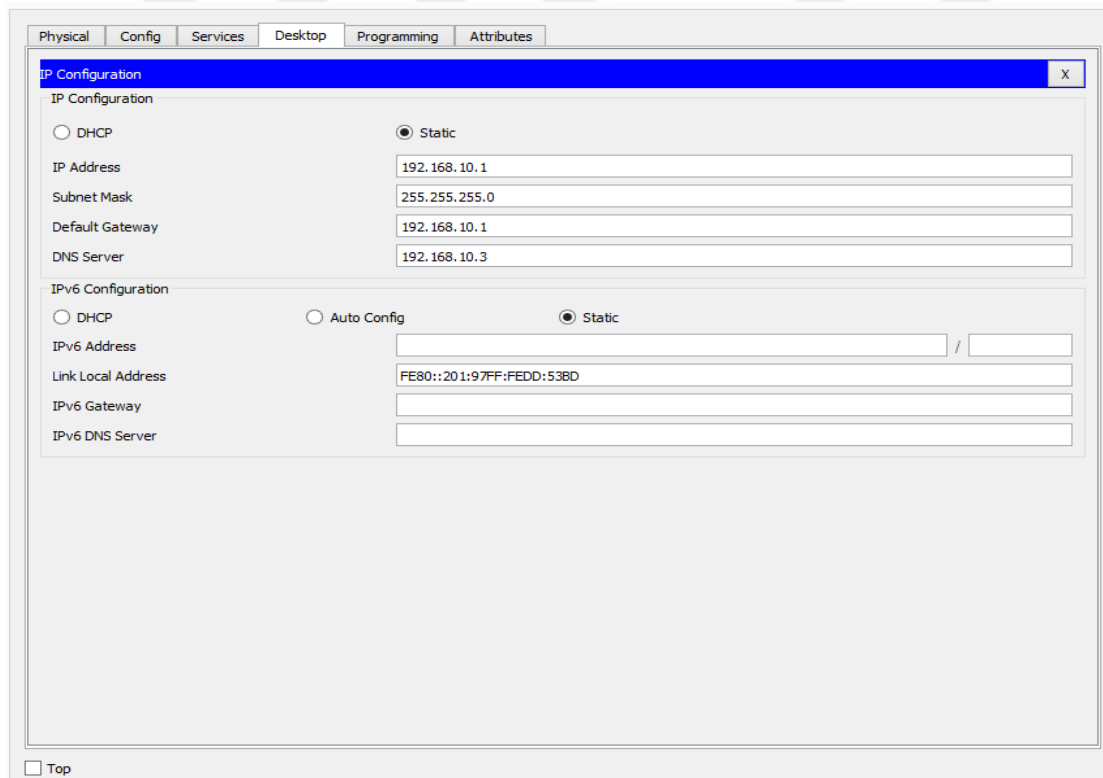 Physical Config Services Desktop Programming Attributes
IP Configuration X
IP Configuration
DHCP Static
IP Address 192.168.10.1
Subnet Mask 255.255.255.0
Default Gateway 192.168.10.1
DNS Server 192.168.10.3
IPv6 Configuration
DHCP Auto Config Static
IPv6 Address /
Link Local Address FE80::201:97FF:FEDD:53BD
IPv6 Gateway
IPv6 DNS Server
Top